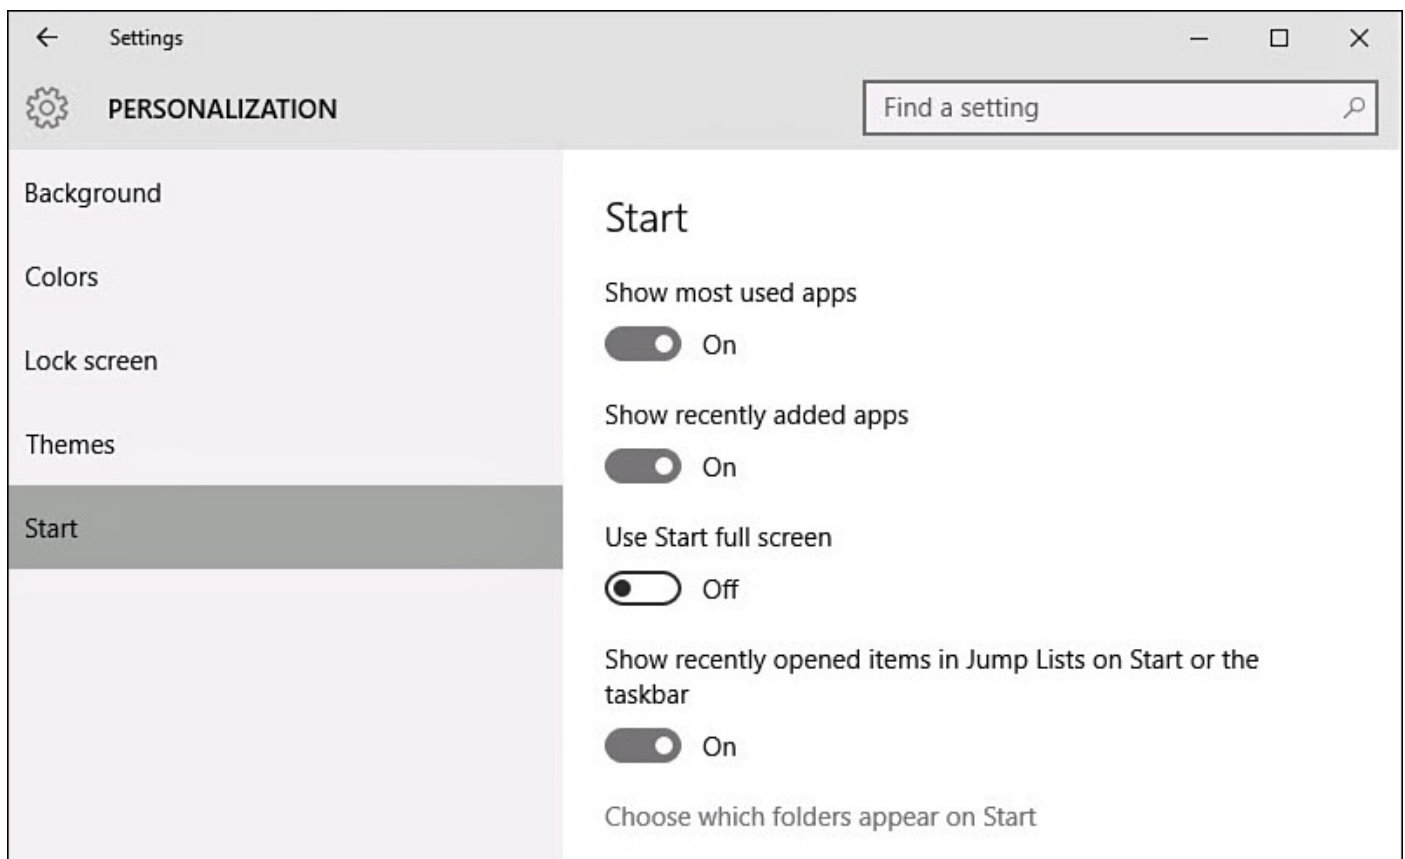 Settings
PERSONALIZATION
Find a setting
Background
Colors
Lock screen
Themes
Start
Start
Show most used apps
On
Show recently added apps
On
Use Start full screen
Off
Show recently opened items in Jump Lists on Start or the
taskbar
On
Choose which folders appear on Start